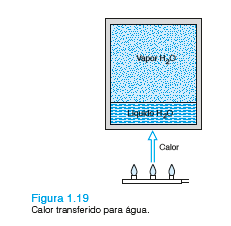 Vapor H₂O
Líquido H₂O
Calor
Figura 1.19
Calor transferido para água.